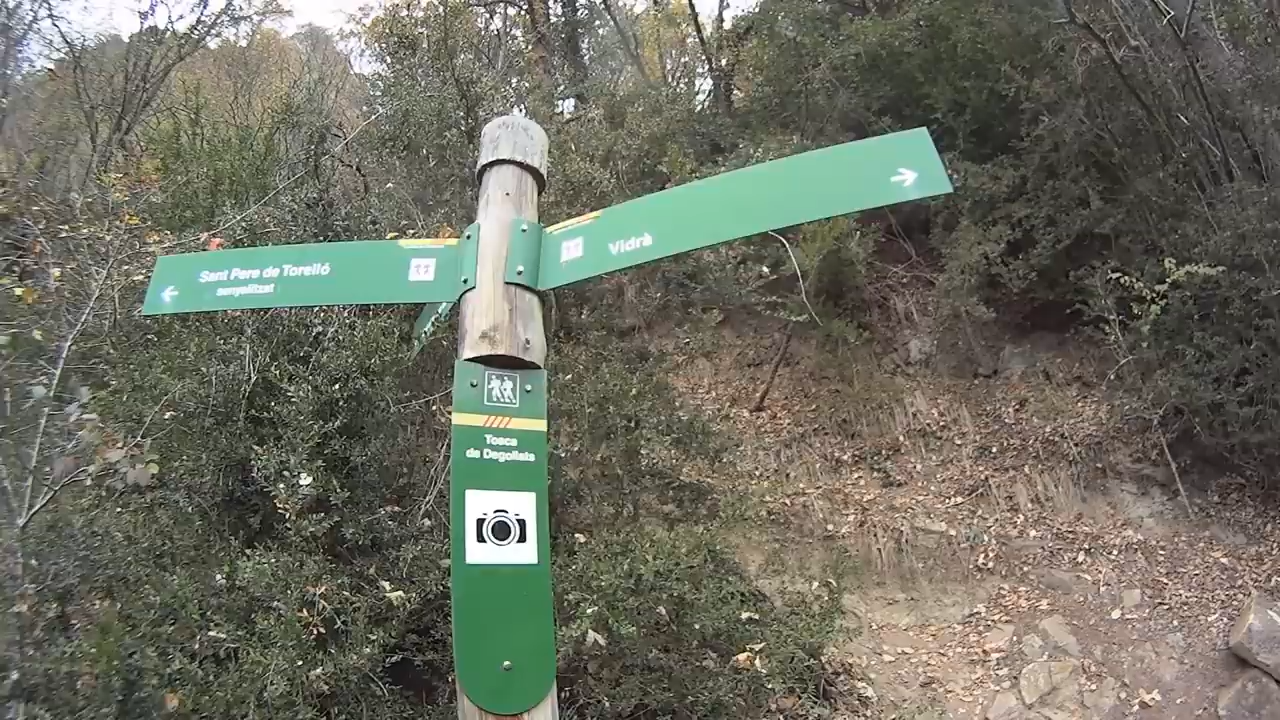 Sant Pere de Torelló
senyalitzat
Vidrà
Tosca
de Degollats